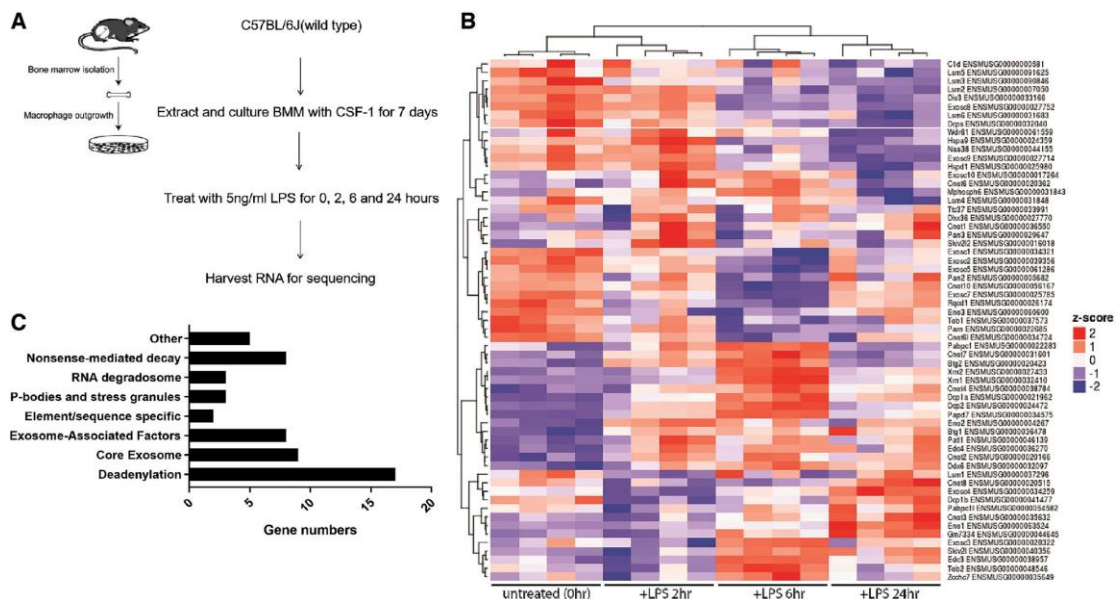 A
C57BL/6J(wild type)
Bone marrow isolation
Extract and culture BMM with CSF-1 for 7 days
Macrophage outgrowth
Treat with 5ng/ml LPS for 0, 2, 6 and 24 hours
Harvest RNA for sequencing
C
Other
Nonsense-mediated decay
RNA degradosome
P-bodies and stress granules
Element/sequence specific
Exosome-Associated Factors
Core Exosome
Deadenylation
0
5
10
15
20
Gene numbers
B
C1d ENSMUSG00000000581
Lsm5 ENSMUSG00000091625
Lsm3 ENSMUSG00000090846
Lsm2 ENSMUSG00000007050
Dis3 ENSMUSG00000033166
Exosc8 ENSMUSG00000027752
Lsm6 ENSMUSG00000031683
Dcps ENSMUSG00000032040
Wdr61 ENSMUSG00000061559
Hspa9 ENSMUSG00000024359
Naa38 ENSMUSG00000044155
Exosc9 ENSMUSG00000027714
Hspd1 ENSMUSG00000025980
Exosc10 ENSMUSG00000017264
Cnot6 ENSMUSG00000020362
Mphosph6 ENSMUSG00000031843
Lsm4 ENSMUSG00000031848
Ttc37 ENSMUSG00000033991
Dhx36 ENSMUSG00000027770
Cnot1 ENSMUSG00000036550
Pan3 ENSMUSG00000029647
Skiv2l2 ENSMUSG00000016018
Exosc1 ENSMUSG00000034321
Exosc2 ENSMUSG00000039356
Exosc5 ENSMUSG00000061286
Pan2 ENSMUSG00000005682
Cnot10 ENSMUSG00000056167
Exosc7 ENSMUSG00000025785
Rqcd1 ENSMUSG00000026174
Eno3 ENSMUSG00000060600
Tob1 ENSMUSG00000037573
Parn ENSMUSG00000022685
Cnot6l ENSMUSG00000034724
Pabpc1 ENSMUSG00000022283
Cnot7 ENSMUSG00000031601
Btg2 ENSMUSG00000020423
Xrn2 ENSMUSG00000027433
Xrn1 ENSMUSG00000032410
Cnot4 ENSMUSG00000038784
Dcp1a ENSMUSG00000021962
Dcp2 ENSMUSG00000024472
Papd7 ENSMUSG00000034575
Eno2 ENSMUSG00000004267
Btg1 ENSMUSG00000036478
Patl1 ENSMUSG00000046139
Edc4 ENSMUSG00000036270
Cnot2 ENSMUSG00000020166
Ddx6 ENSMUSG00000032097
Lsm1 ENSMUSG00000037296
Cnot8 ENSMUSG00000020515
Exosc4 ENSMUSG00000034259
Dcp1b ENSMUSG00000041477
Pabpc1l ENSMUSG00000054582
Cnot3 ENSMUSG00000035632
Eno1 ENSMUSG00000063524
Gm7334 ENSMUSG00000044645
Exosc3 ENSMUSG00000028322
Skiv2l ENSMUSG00000040356
Edc3 ENSMUSG00000038957
Tob2 ENSMUSG00000048546
Zcchc7 ENSMUSG00000035649
z-score
2
1
0
-1
-2
untreated (0hr)
+LPS 2hr
+LPS 6hr
+LPS 24hr